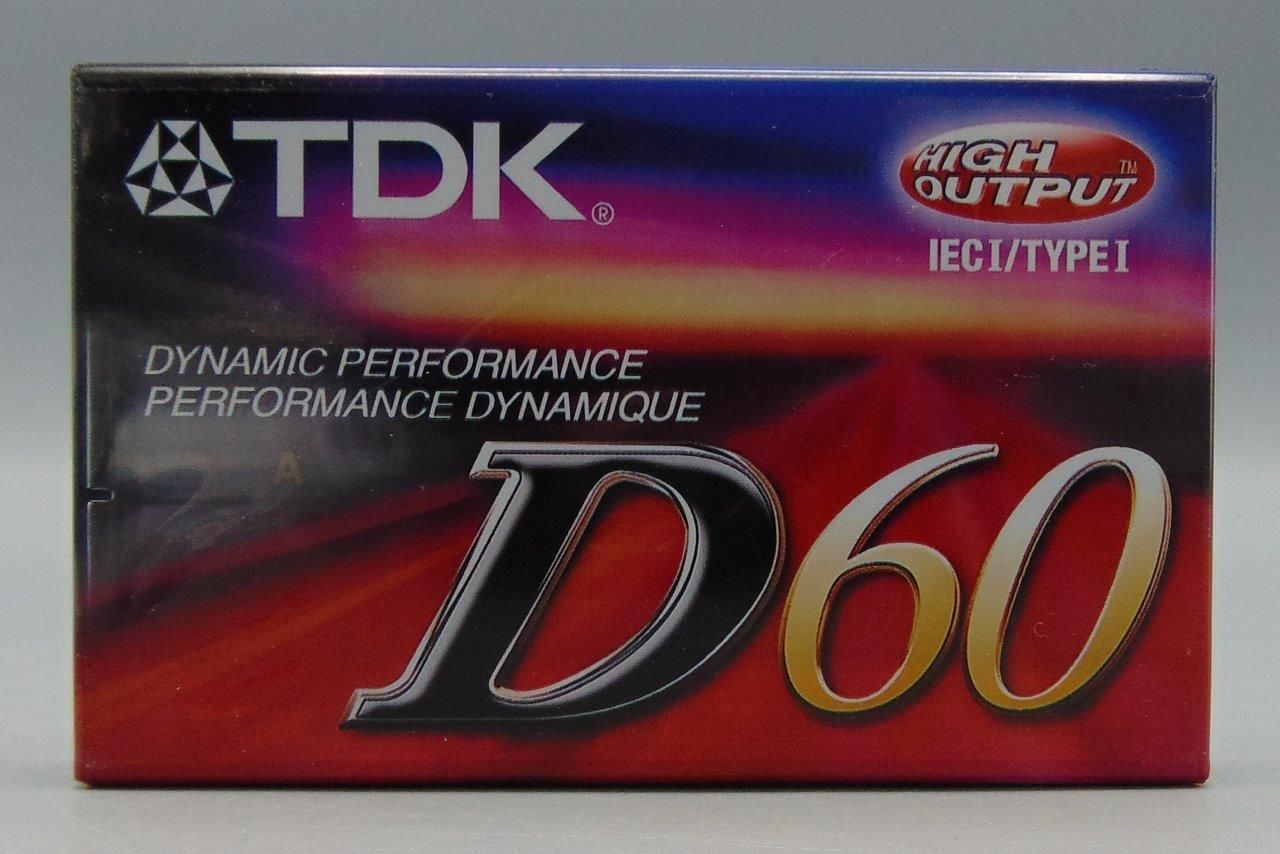 TDK®
HIGH
OUTPUT™
IEC I/TYPE I
DYNAMIC PERFORMANCE
PERFORMANCE DYNAMIQUE
A
D60